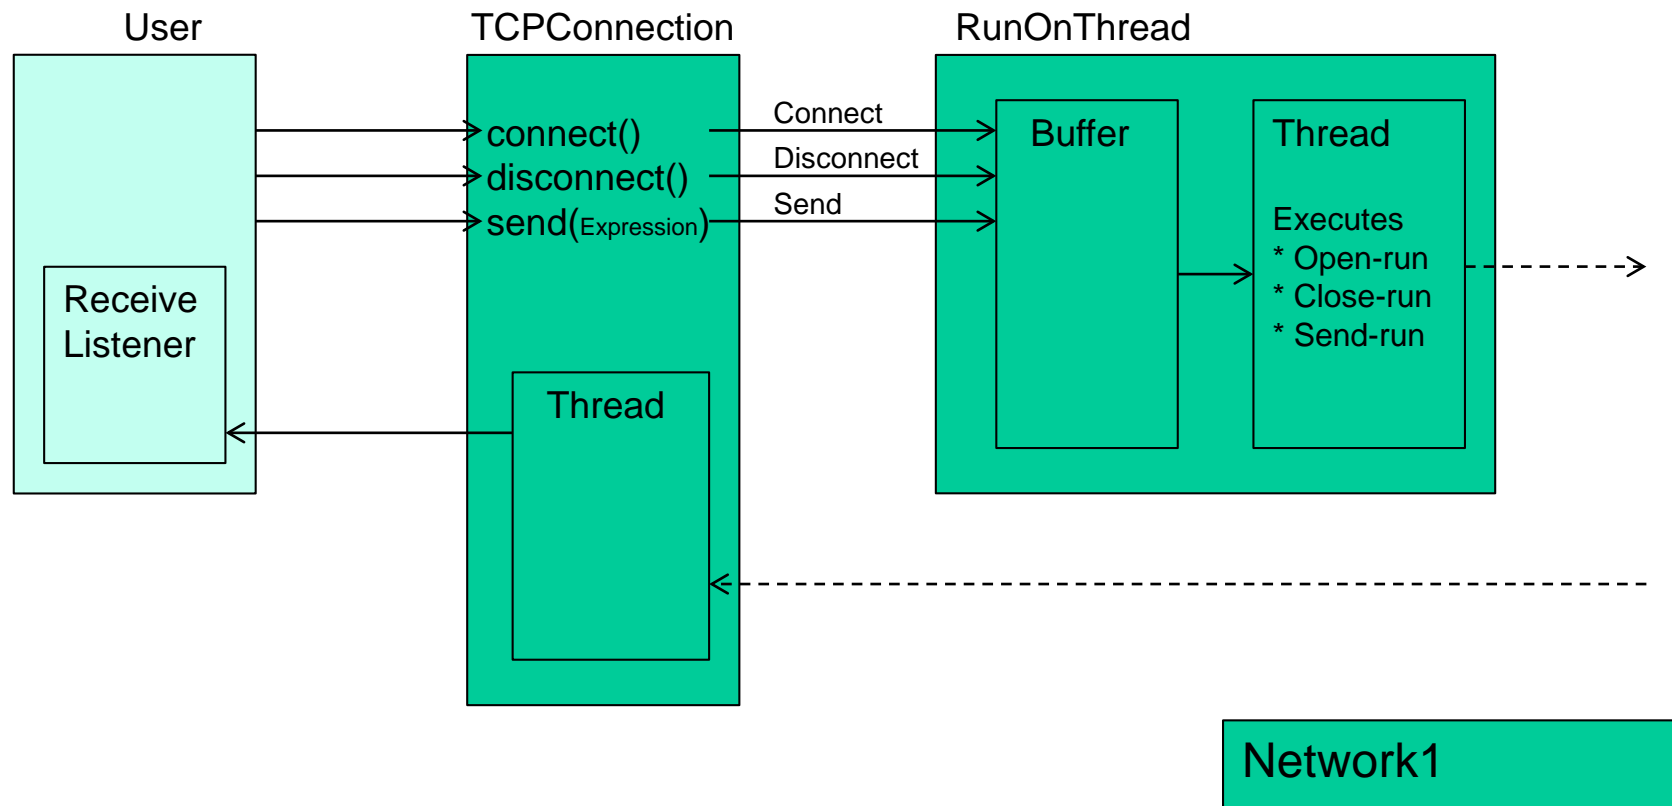 User
TCPConnection
RunOnThread
connect()
disconnect()
send(Expression)
Connect
Disconnect
Send
Buffer
Thread
Executes
* Open-run
* Close-run
* Send-run
Receive
Listener
Thread
Network1